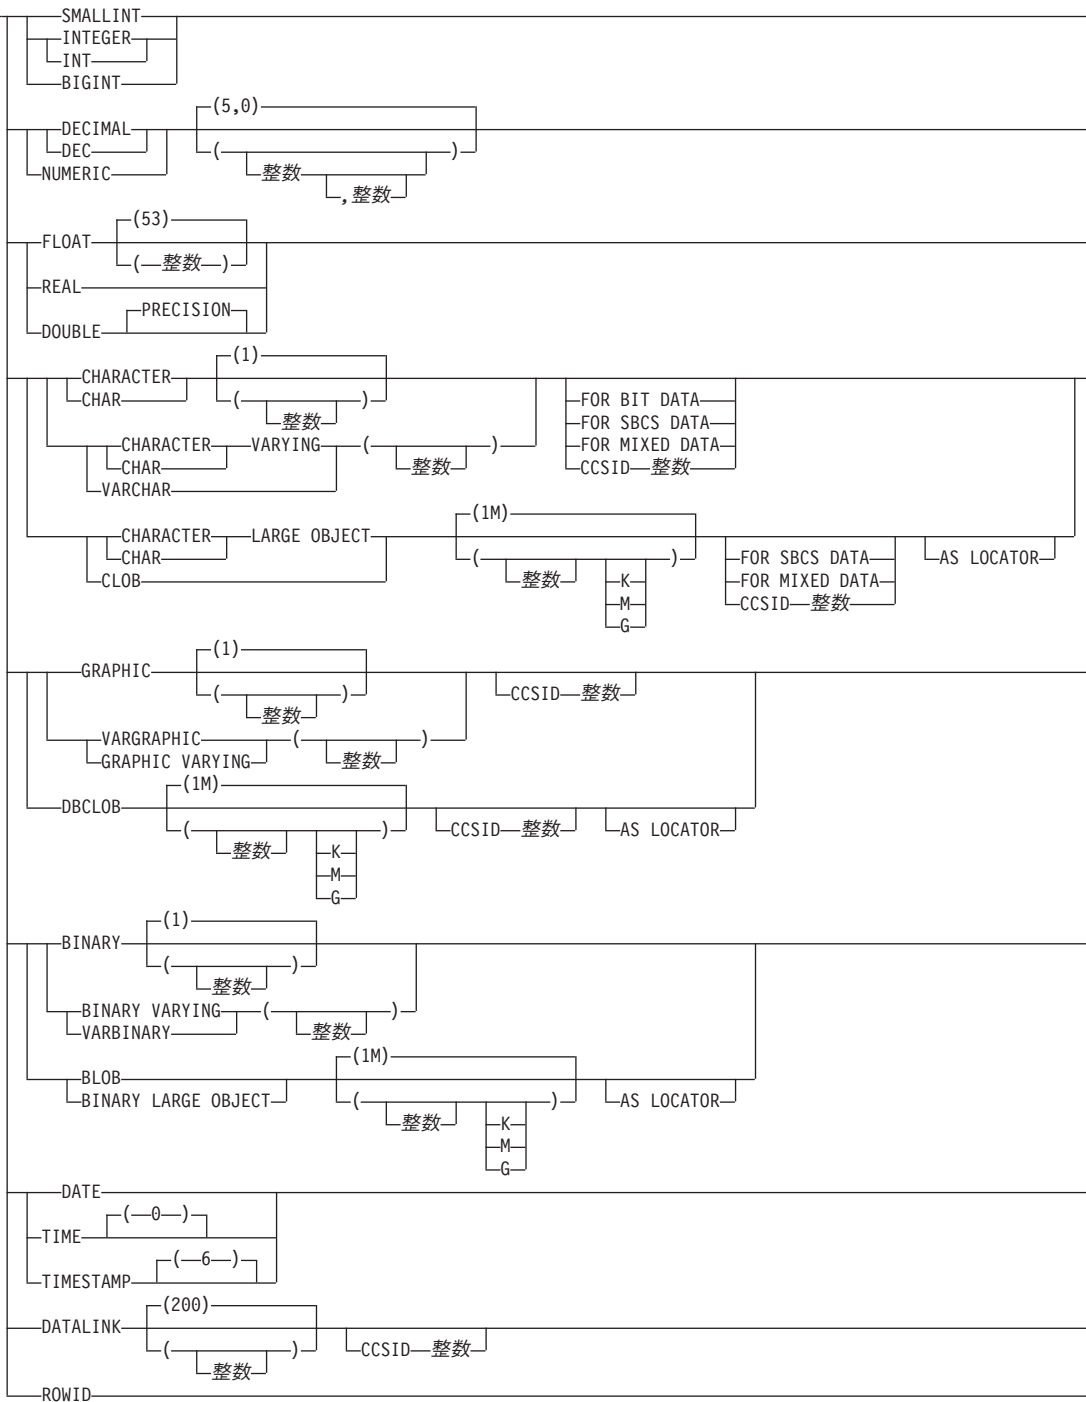 SMALLINT
INTEGER
INT
BIGINT
(5,0)
DECIMAL
DEC ( )
NUMERIC 整数
,整数
(53)
FLOAT
( 整数 )
REAL
PRECISION
DOUBLE
(1)
CHARACTER
CHAR ( ) FOR BIT DATA
整数 FOR SBCS DATA
CHARACTER VARYING ( ) FOR MIXED DATA
CHAR 整数 CCSID 整数
VARCHAR
(1M)
CHARACTER LARGE OBJECT
CHAR ( ) FOR SBCS DATA AS LOCATOR
CLOB 整数 K FOR MIXED DATA
M CCSID 整数
G
(1)
GRAPHIC
( ) CCSID 整数
整数
VARGRAPHIC ( )
GRAPHIC VARYING 整数
(1M)
DBCLOB
( ) CCSID 整数 AS LOCATOR
整数 K
M
G
(1)
BINARY
( )
整数
BINARY VARYING ( )
VARBINARY 整数
(1M)
BLOB
BINARY LARGE OBJECT ( ) AS LOCATOR
整数 K
M
G
DATE
( 0 )
TIME
( 6 )
TIMESTAMP
(200)
DATALINK
( ) CCSID 整数
整数
ROWID